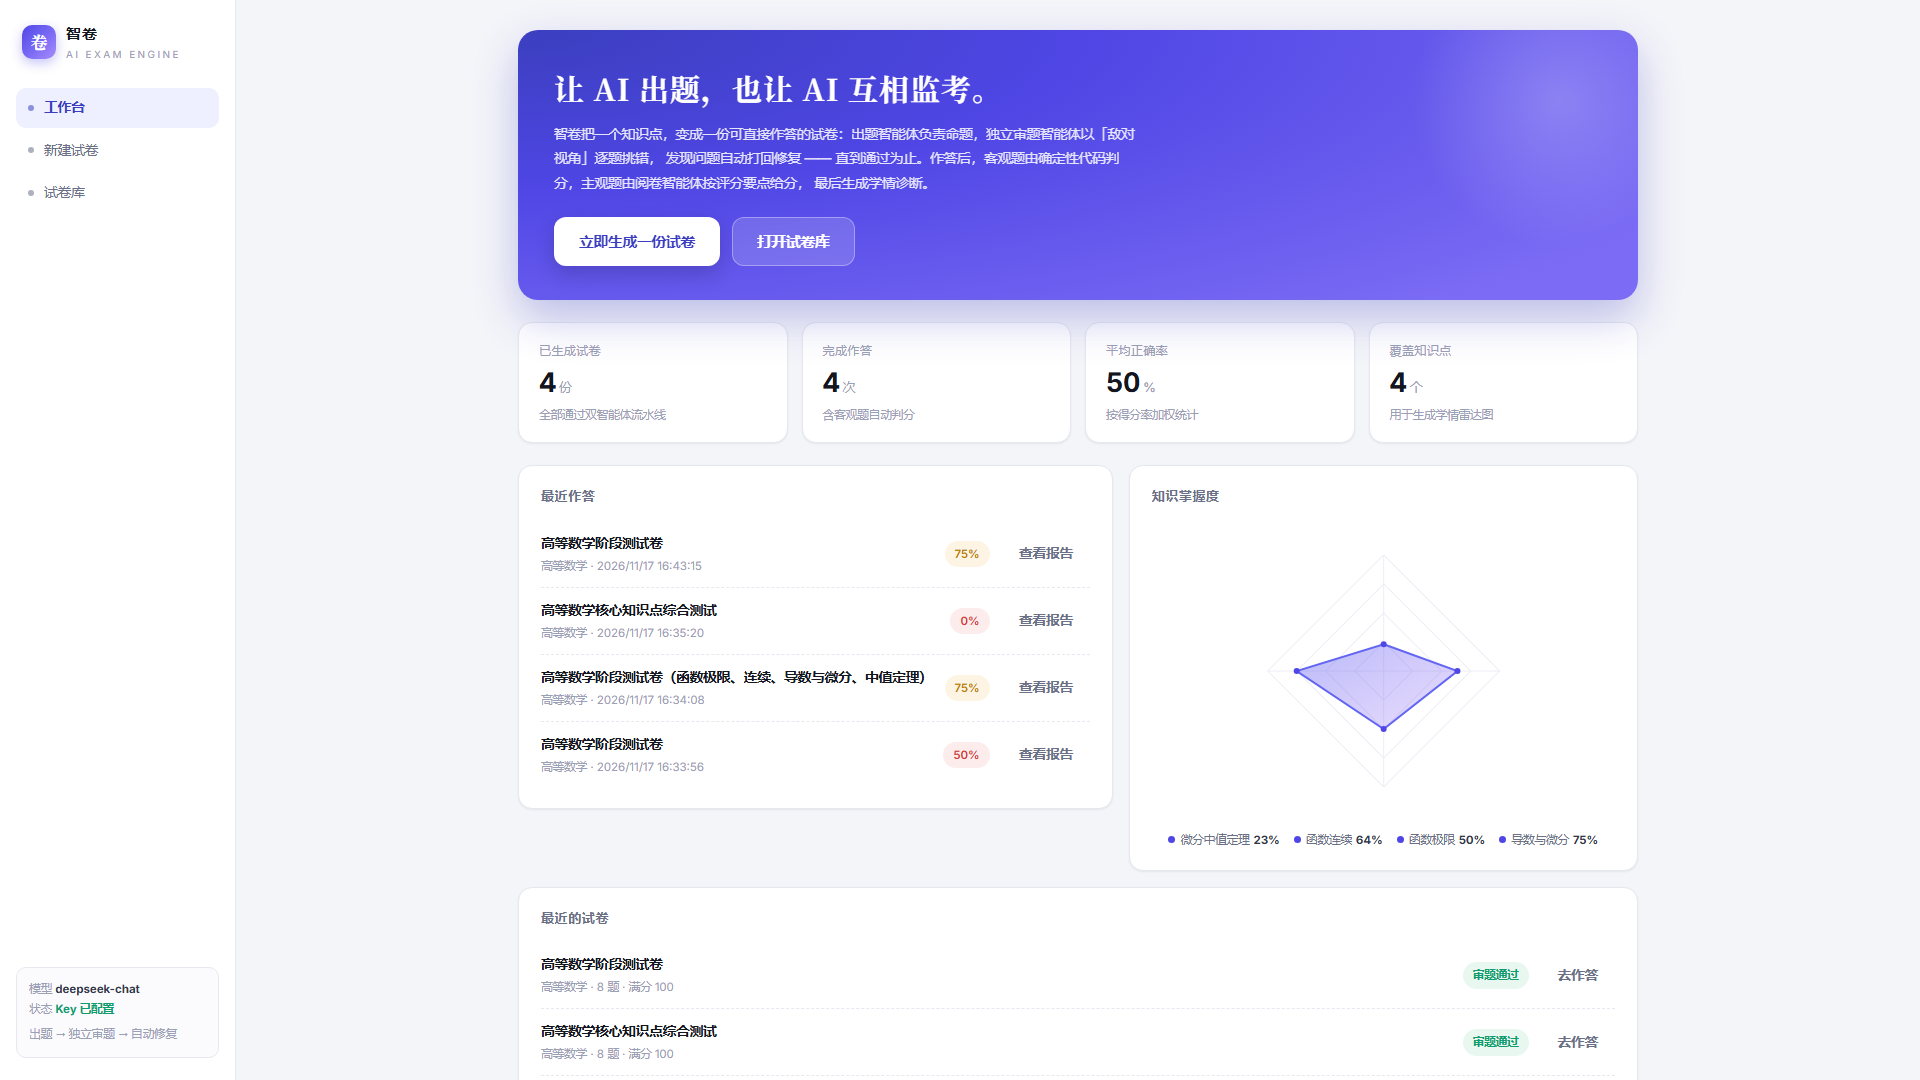 卷
智卷
AI EXAM ENGINE
工作台
新建试卷
试卷库
模型 deepseek-chat
状态 Key 已配置
出题 → 独立审题 → 自动修复
让 AI 出题，也让 AI 互相监考。
智卷把一个知识点，变成一份可直接作答的试卷：出题智能体负责命题，独立审题智能体以「敌对
视角」逐题挑错， 发现问题自动打回修复 —— 直到通过为止。作答后，客观题由确定性代码判
分，主观题由阅卷智能体按评分要点给分， 最后生成学情诊断。
立即生成一份试卷
打开试卷库
已生成试卷
4 份
全部通过双智能体流水线
完成作答
4 次
含客观题自动判分
平均正确率
50 %
按得分率加权统计
覆盖知识点
4 个
用于生成学情雷达图
最近作答
高等数学阶段测试卷
高等数学 · 2026/11/17 16:43:15
75%
查看报告
高等数学核心知识点综合测试
高等数学 · 2026/11/17 16:35:20
0%
查看报告
高等数学阶段测试卷（函数极限、连续、导数与微分、中值定理）
高等数学 · 2026/11/17 16:34:08
75%
查看报告
高等数学阶段测试卷
高等数学 · 2026/11/17 16:33:56
50%
查看报告
知识掌握度
微分中值定理 23%
函数连续 64%
函数极限 50%
导数与微分 75%
最近的试卷
高等数学阶段测试卷
高等数学 · 8 题 · 满分 100
审题通过
去作答
高等数学核心知识点综合测试
高等数学 · 8 题 · 满分 100
审题通过
去作答